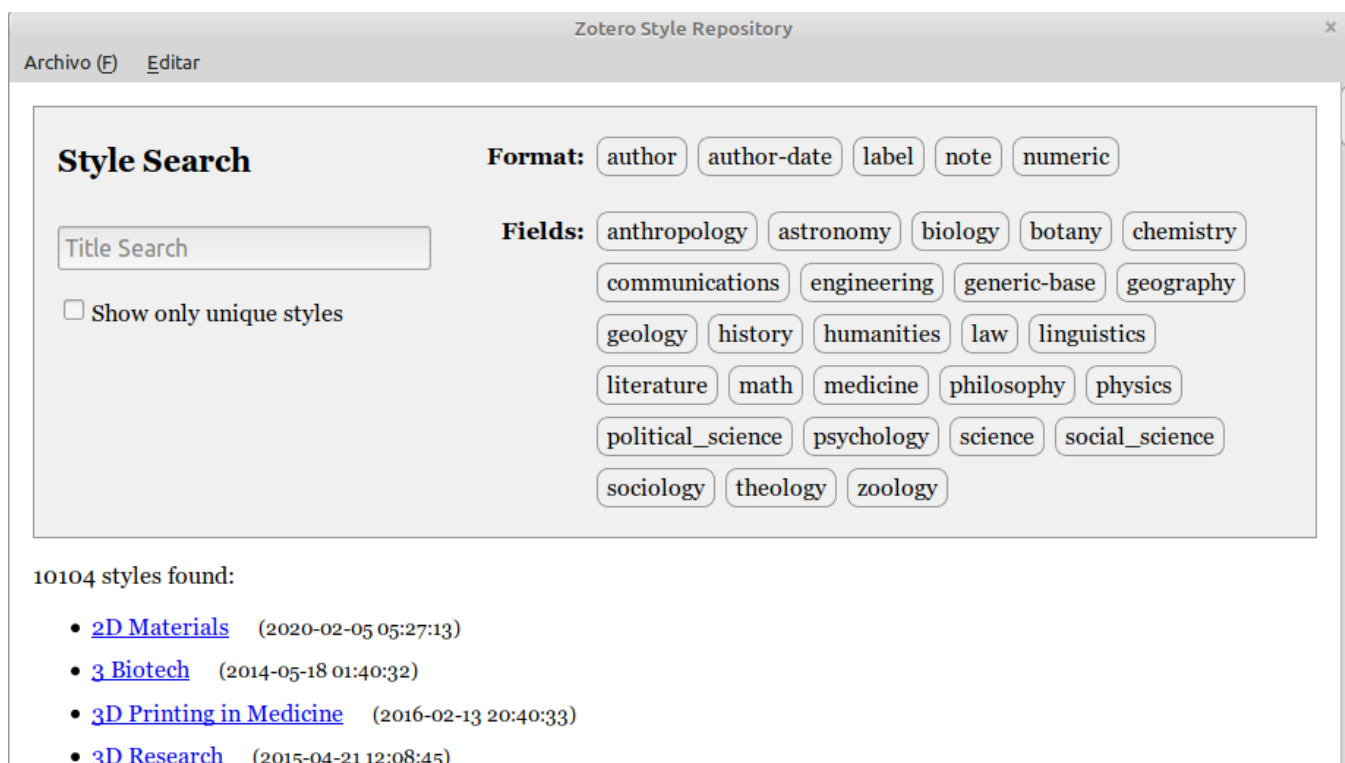 Zotero Style Repository ×
Archivo (F) Editar
Style Search
Title Search
Show only unique styles
Format: author author-date label note numeric
Fields: anthropology astronomy biology botany chemistry
communications engineering generic-base geography
geology history humanities law linguistics
literature math medicine philosophy physics
political_science psychology science social_science
sociology theology zoology
10104 styles found:
• 2D Materials (2020-02-05 05:27:13)
• 3 Biotech (2014-05-18 01:40:32)
• 3D Printing in Medicine (2016-02-13 20:40:33)
• 3D Research (2015-04-21 12:08:45)